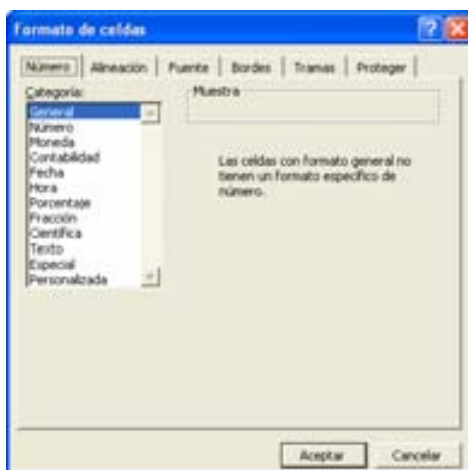 Formato de celdas
Número Alineación Fuente Bordes Tramas Proteger
Categoría:
General
Número
Moneda
Contabilidad
Fecha
Hora
Porcentaje
Fracción
Científica
Texto
Especial
Personalizada
Muestra
Las celdas con formato general no
tienen un formato específico de
número.
Aceptar Cancelar